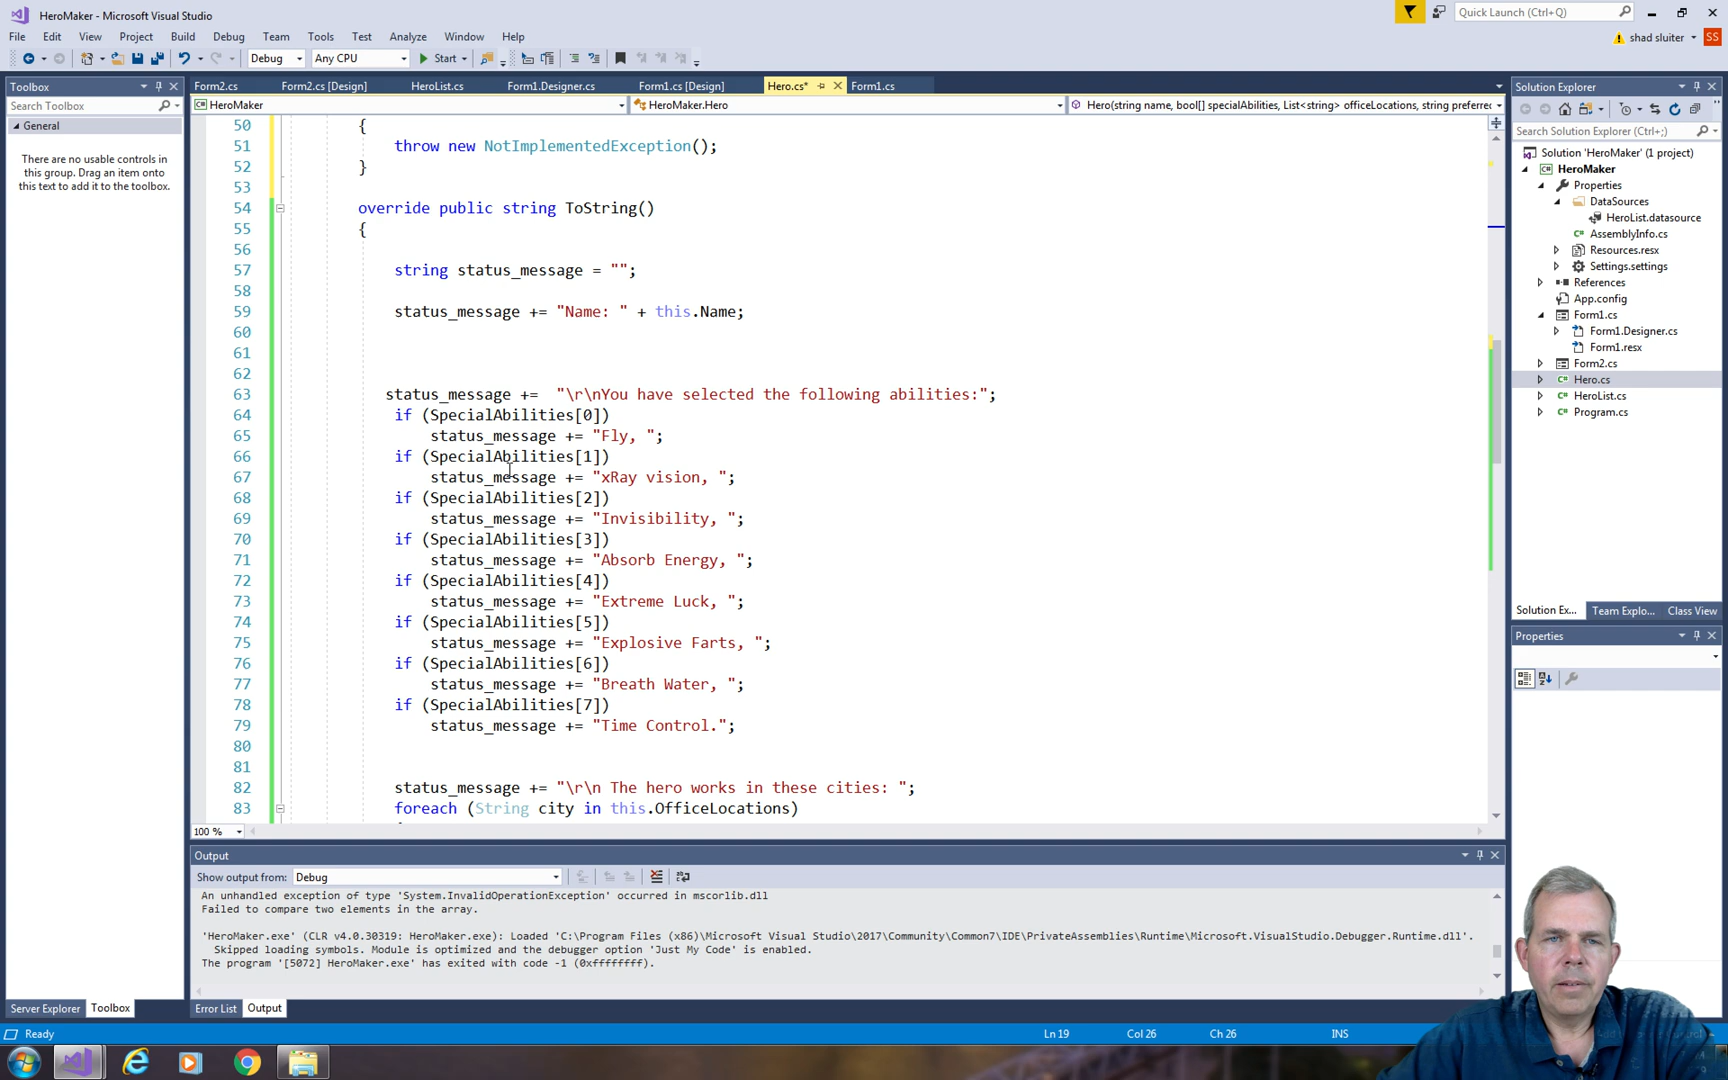 HeroMaker - Microsoft Visual Studio
Quick Launch (Ctrl+Q)
File Edit View Project Build Debug Team Tools Test Analyze Window Help
shad sluiter SS
Debug Any CPU Start
Toolbox
Search Toolbox
General
There are no usable controls in
this group. Drag an item onto
this text to add it to the toolbox.
Form2.cs Form2.cs [Design] HeroList.cs Form1.Designer.cs Form1.cs [Design] Hero.cs* Form1.cs
HeroMaker HeroMaker.Hero Hero(string name, bool[] specialAbilities, List<string> officeLocations, string preferrec
50 {
51 throw new NotImplementedException();
52 }
53
54 override public string ToString()
55 {
56
57 string status_message = "";
58
59 status_message += "Name: " + this.Name;
60
61
62
63 status_message += "\r\nYou have selected the following abilities:";
64 if (SpecialAbilities[0])
65 status_message += "Fly, ";
66 if (SpecialAbilities[1])
67 status_message += "xRay vision, ";
68 if (SpecialAbilities[2])
69 status_message += "Invisibility, ";
70 if (SpecialAbilities[3])
71 status_message += "Absorb Energy, ";
72 if (SpecialAbilities[4])
73 status_message += "Extreme Luck, ";
74 if (SpecialAbilities[5])
75 status_message += "Explosive Farts, ";
76 if (SpecialAbilities[6])
77 status_message += "Breath Water, ";
78 if (SpecialAbilities[7])
79 status_message += "Time Control.";
80
81
82 status_message += "\r\n The hero works in these cities: ";
83 foreach (String city in this.OfficeLocations)
100 %
Output
Show output from: Debug
An unhandled exception of type 'System.InvalidOperationException' occurred in mscorlib.dll
Failed to compare two elements in the array.
'HeroMaker.exe' (CLR v4.0.30319: HeroMaker.exe): Loaded 'C:\Program Files (x86)\Microsoft Visual Studio\2017\Community\Common7\IDE\PrivateAssemblies\Runtime\Microsoft.VisualStudio.Debugger.Runtime.dll'.
Skipped loading symbols. Module is optimized and the debugger option 'Just My Code' is enabled.
The program '[5072] HeroMaker.exe' has exited with code -1 (0xffffffff).
Server Explorer Toolbox
Error List Output
Solution Explorer
Search Solution Explorer (Ctrl+;)
Solution 'HeroMaker' (1 project)
HeroMaker
Properties
DataSources
HeroList.datasource
AssemblyInfo.cs
Resources.resx
Settings.settings
References
App.config
Form1.cs
Form1.Designer.cs
Form1.resx
Form2.cs
Hero.cs
HeroList.cs
Program.cs
Solution Ex... Team Explo... Class View
Properties
Ready Ln 19 Col 26 Ch 26 INS